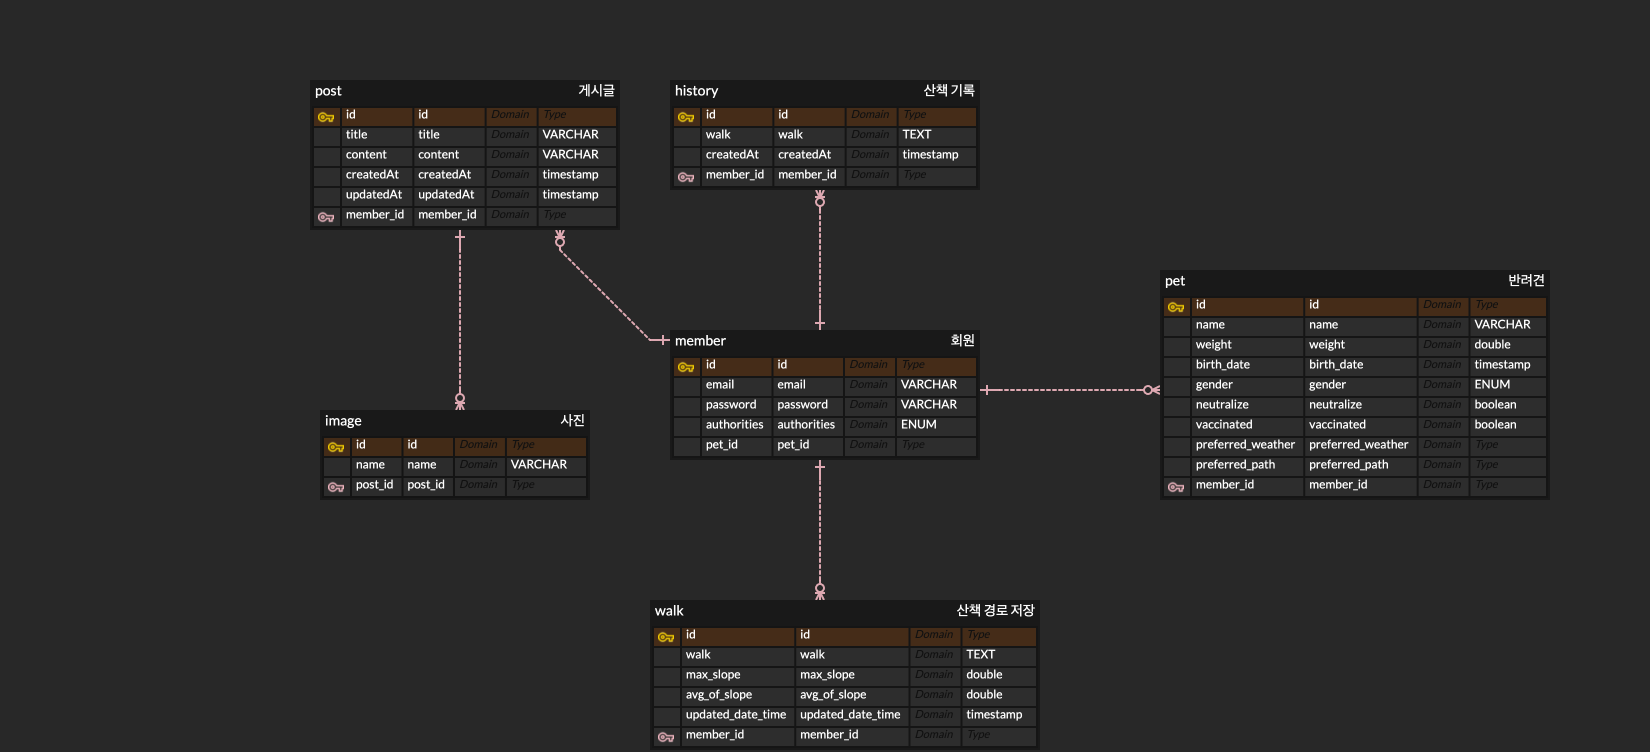 post 게시글
id id Domain Type
title title Domain VARCHAR
content content Domain VARCHAR
createdAt createdAt Domain timestamp
updatedAt updatedAt Domain timestamp
member_id member_id Domain Type
history 산책 기록
id id Domain Type
walk walk Domain TEXT
createdAt createdAt Domain timestamp
member_id member_id Domain Type
pet 반려견
id id Domain Type
name name Domain VARCHAR
weight weight Domain double
birth_date birth_date Domain timestamp
gender gender Domain ENUM
neutralize neutralize Domain boolean
vaccinated vaccinated Domain boolean
preferred_weather preferred_weather Domain Type
preferred_path preferred_path Domain Type
member_id member_id Domain Type
member 회원
id id Domain Type
email email Domain VARCHAR
password password Domain VARCHAR
authorities authorities Domain ENUM
pet_id pet_id Domain Type
image 사진
id id Domain Type
name name Domain VARCHAR
post_id post_id Domain Type
walk 산책 경로 저장
id id Domain Type
walk walk Domain TEXT
max_slope max_slope Domain double
avg_of_slope avg_of_slope Domain double
updated_date_time updated_date_time Domain timestamp
member_id member_id Domain Type